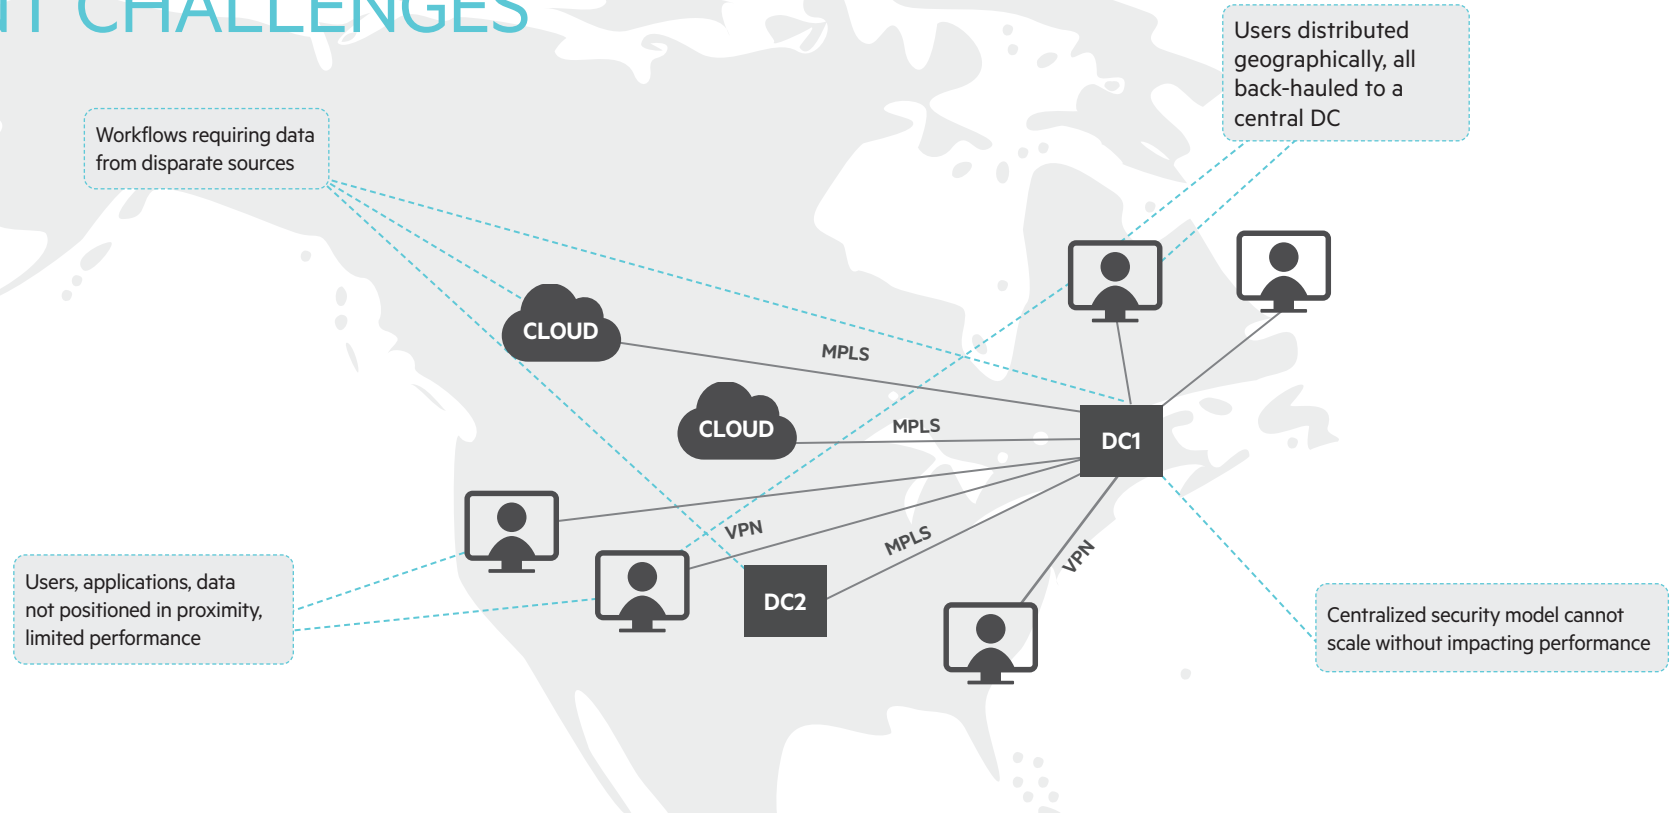 NT CHALLENGES
Users distributed
geographically, all
back-hauled to a
central DC
Workflows requiring data
from disparate sources
CLOUD
MPLS
CLOUD
MPLS
DC1
VPN
MPLS
VPN
DC2
Users, applications, data
not positioned in proximity,
limited performance
Centralized security model cannot
scale without impacting performance